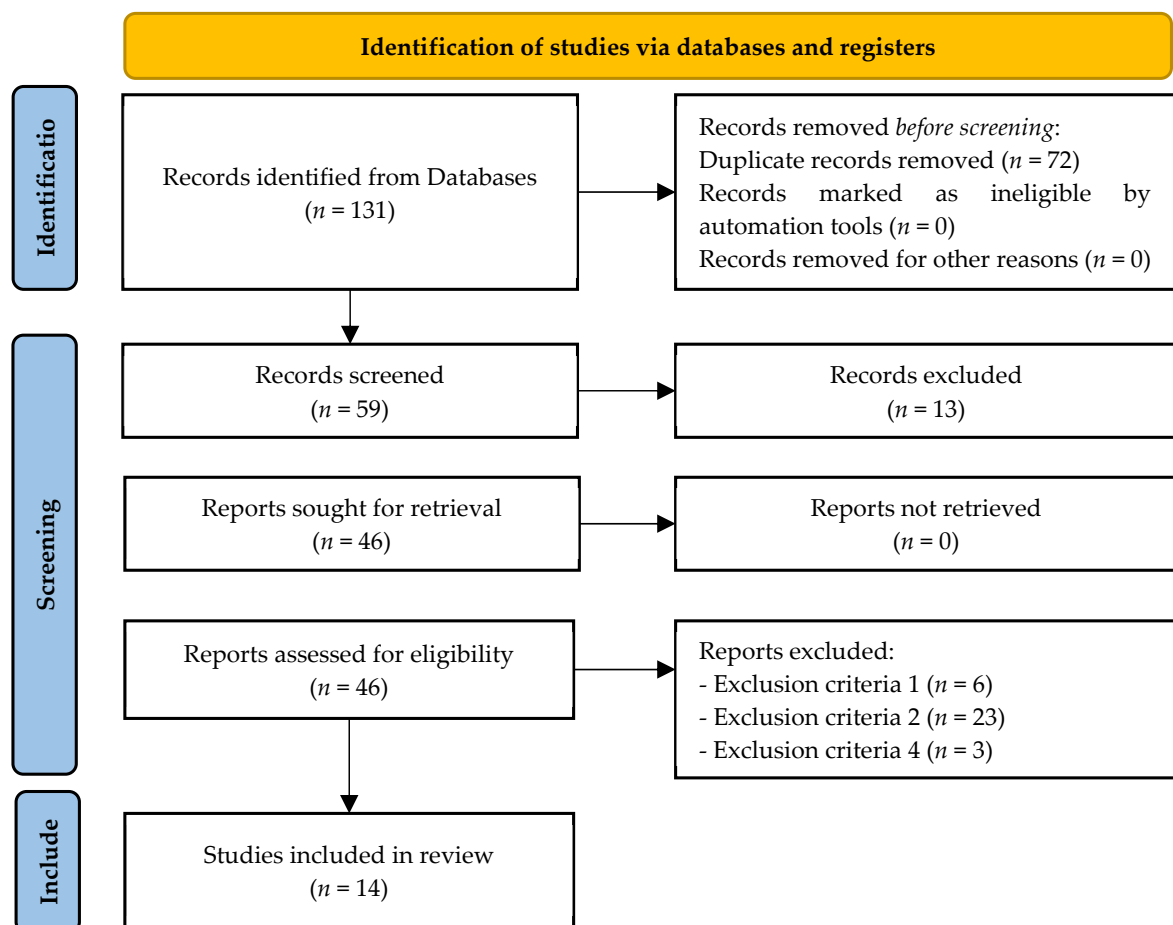 Identification of studies via databases and registers
Identificatio
Records identified from Databases
(n = 131)
Records removed before screening:
Duplicate records removed (n = 72)
Records marked as ineligible by
automation tools (n = 0)
Records removed for other reasons (n = 0)
Screening
Records screened
(n = 59)
Records excluded
(n = 13)
Reports sought for retrieval
(n = 46)
Reports not retrieved
(n = 0)
Reports assessed for eligibility
(n = 46)
Reports excluded:
- Exclusion criteria 1 (n = 6)
- Exclusion criteria 2 (n = 23)
- Exclusion criteria 4 (n = 3)
Include
Studies included in review
(n = 14)